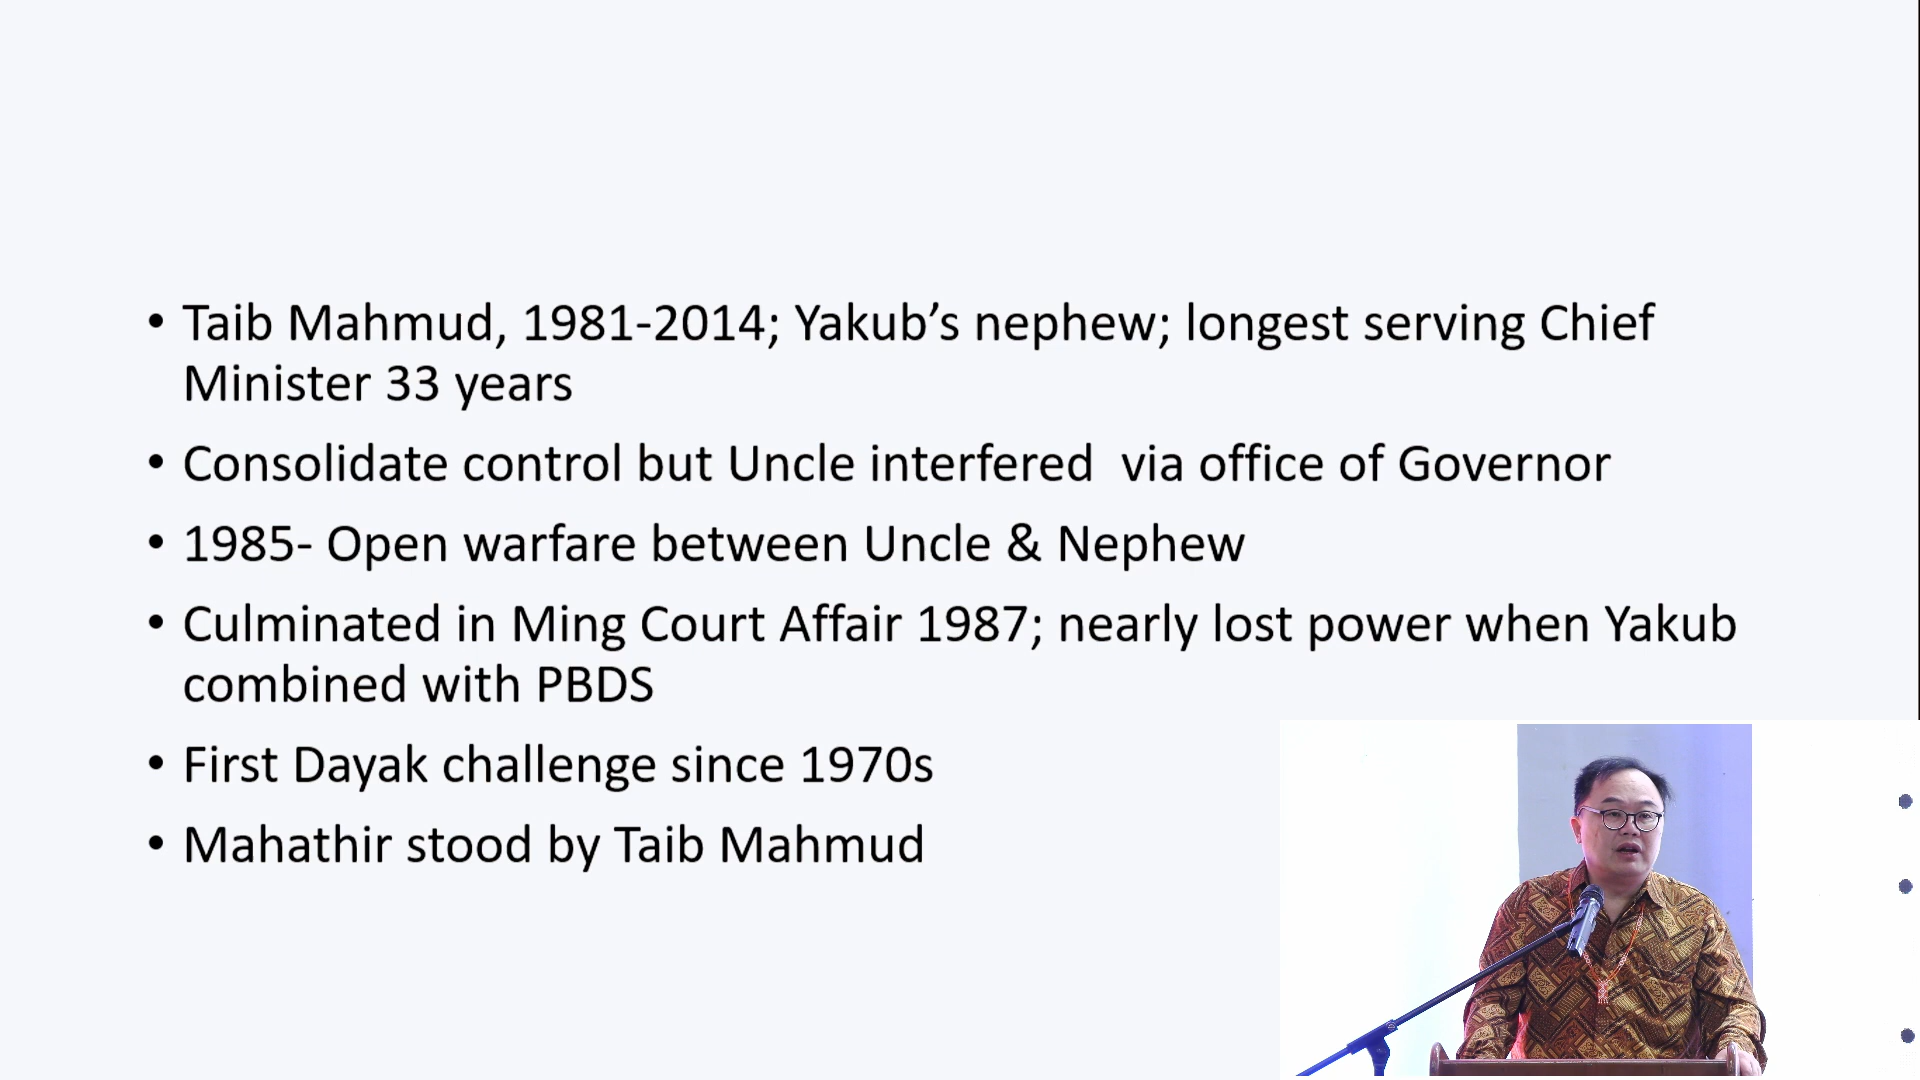 • Taib Mahmud, 1981-2014; Yakub’s nephew; longest serving Chief
Minister 33 years
• Consolidate control but Uncle interfered  via office of Governor
• 1985- Open warfare between Uncle & Nephew
• Culminated in Ming Court Affair 1987; nearly lost power when Yakub
combined with PBDS
• First Dayak challenge since 1970s
• Mahathir stood by Taib Mahmud